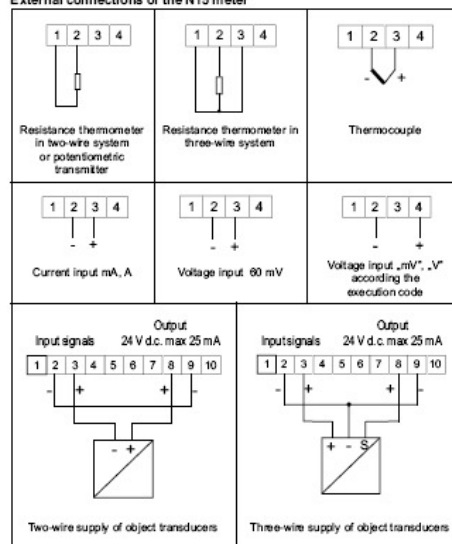 External connections of the N15 meter
1 2 3 4
Resistance thermometer
in two-wire system
or potentiometric
transmitter
1 2 3 4
Resistance thermometer in
three-wire system
1 2 3 4
- +
Thermocouple
1 2 3 4
- +
Current input mA, A
1 2 3 4
- +
Voltage input 60 mV
1 2 3 4
- +
Voltage input „mV”, „V”
according the
execution code
Output
Input signals 24 V d.c. max 25 mA
1 2 3 4 5 6 7 8 9 10
- + + -
- +
Two-wire supply of object transducers
Output
Input signals 24 V d.c. max 25 mA
1 2 3 4 5 6 7 8 9 10
- + + -
+ - S
Three-wire supply of object transducers